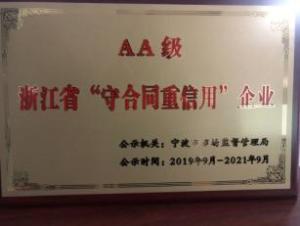 AA级
浙江省“守合同重信用”企业
公示机关：宁波市市场监督管理局
公示时间：2019年9月-2021年9月